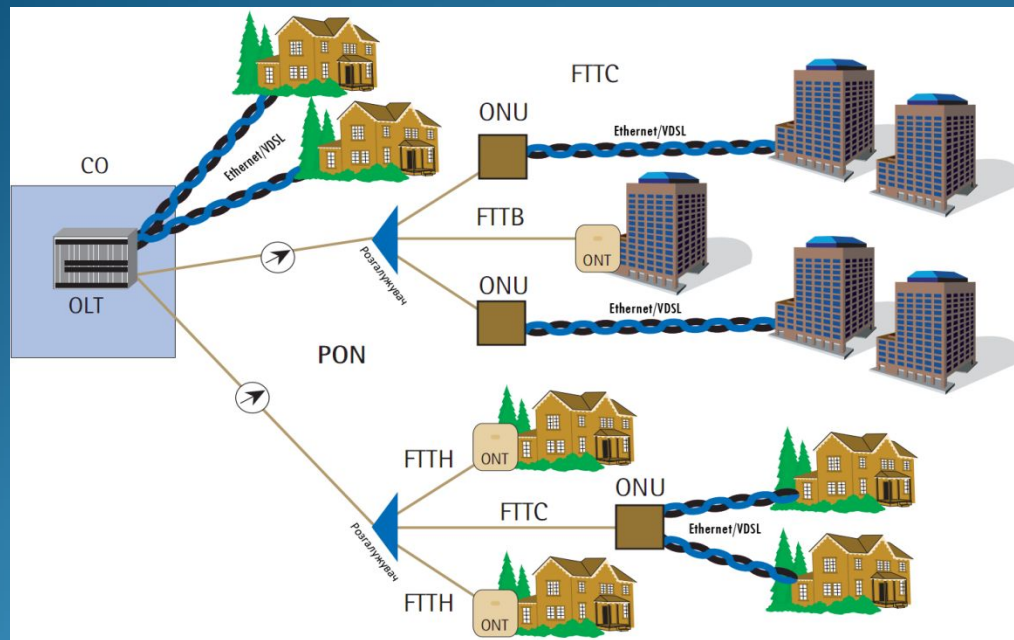 FTTC
ONU
Ethernet/VDSL
CO
Ethernet/VDSL
FTTB
ONT
OLT
Розгалужувач
ONU
Ethernet/VDSL
PON
FTTH
ONT
ONU
FTTC
Ethernet/VDSL
Розгалужувач
FTTH
ONT